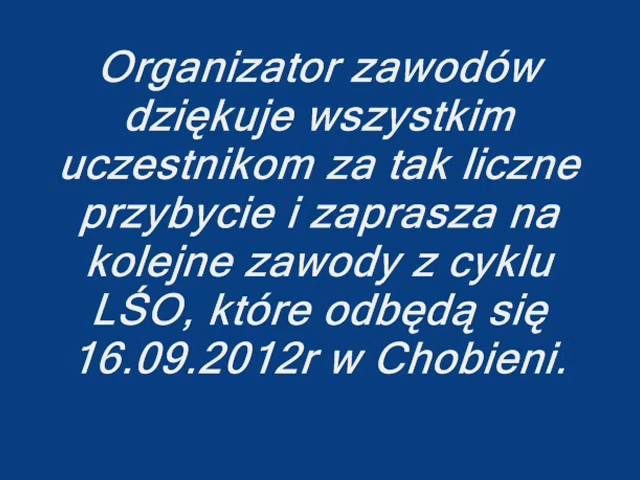 Organizator zawodów
dziękuje wszystkim
uczestnikom za tak liczne
przybycie i zaprasza na
kolejne zawody z cyklu
LŚO, które odbędą się
16.09.2012r w Chobieni.